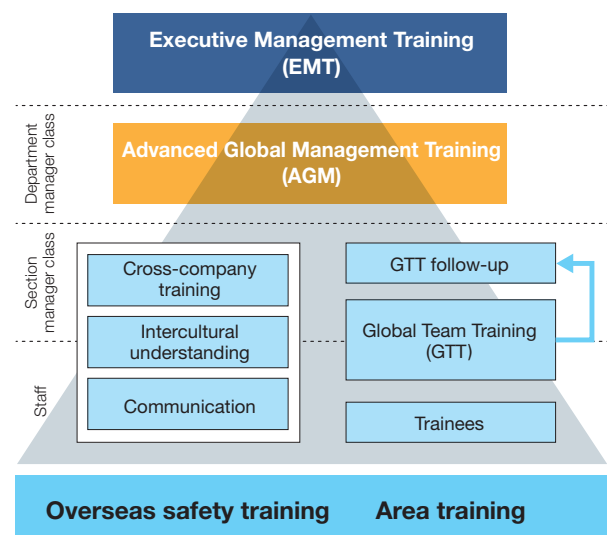 Executive Management Training
(EMT)
Department
manager class
Advanced Global Management Training
(AGM)
Section
manager class
Cross-company
training
Intercultural
understanding
Communication
GTT follow-up
Global Team Training
(GTT)
Staff
Trainees
Overseas safety training
Area training